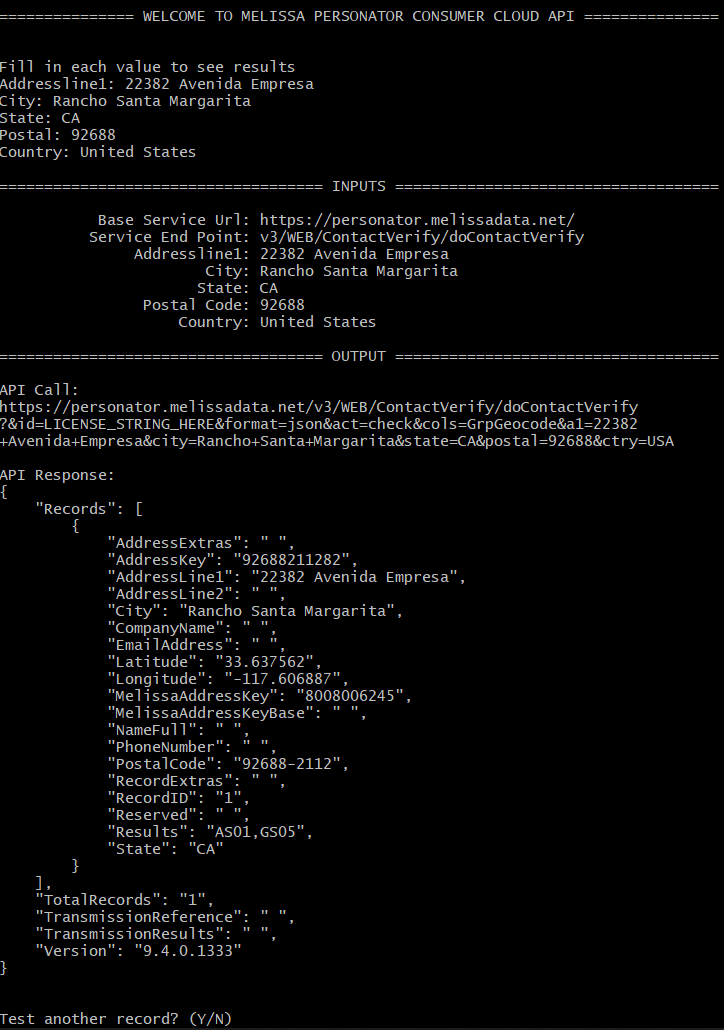 =============== WELCOME TO MELISSA PERSONATOR CONSUMER CLOUD API ===============
Fill in each value to see results
Addressline1: 22382 Avenida Empresa
City: Rancho Santa Margarita
State: CA
Postal: 92688
Country: United States
==================================== INPUTS ====================================
Base Service Url: https://personator.melissadata.net/
Service End Point: v3/WEB/ContactVerify/doContactVerify
Addressline1: 22382 Avenida Empresa
City: Rancho Santa Margarita
State: CA
Postal Code: 92688
Country: United States
==================================== OUTPUT ====================================
API Call:
https://personator.melissadata.net/v3/WEB/ContactVerify/doContactVerify
?&id=LICENSE_STRING_HERE&format=json&act=check&cols=GrpGeocode&a1=22382
+Avenida+Empresa&city=Rancho+Santa+Margarita&state=CA&postal=92688&ctry=USA
API Response:
{
    "Records": [
        {
            "AddressExtras": " ",
            "AddressKey": "92688211282",
            "AddressLine1": "22382 Avenida Empresa",
            "AddressLine2": " ",
            "City": "Rancho Santa Margarita",
            "CompanyName": " ",
            "EmailAddress": " ",
            "Latitude": "33.637562",
            "Longitude": "-117.606887",
            "MelissaAddressKey": "8008006245",
            "MelissaAddressKeyBase": " ",
            "NameFull": " ",
            "PhoneNumber": " ",
            "PostalCode": "92688-2112",
            "RecordExtras": " ",
            "RecordID": "1",
            "Reserved": " ",
            "Results": "AS01,GS05",
            "State": "CA"
        }
    ],
    "TotalRecords": "1",
    "TransmissionReference": " ",
    "TransmissionResults": " ",
    "Version": "9.4.0.1333"
}
Test another record? (Y/N)